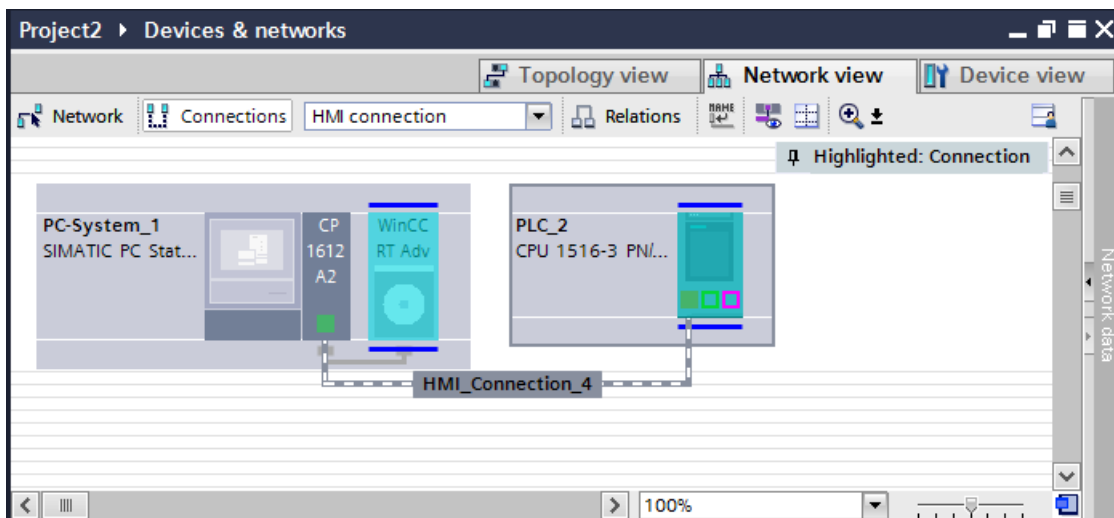 Project2 ▸ Devices & networks
Topology view
Network view
Device view
Network
Connections
HMI connection
Relations
NAME
Highlighted: Connection
PC-System_1
SIMATIC PC Stat...
CP
1612
A2
WinCC
RT Adv
PLC_2
CPU 1516-3 PN/...
HMI_Connection_4
Network data
100%